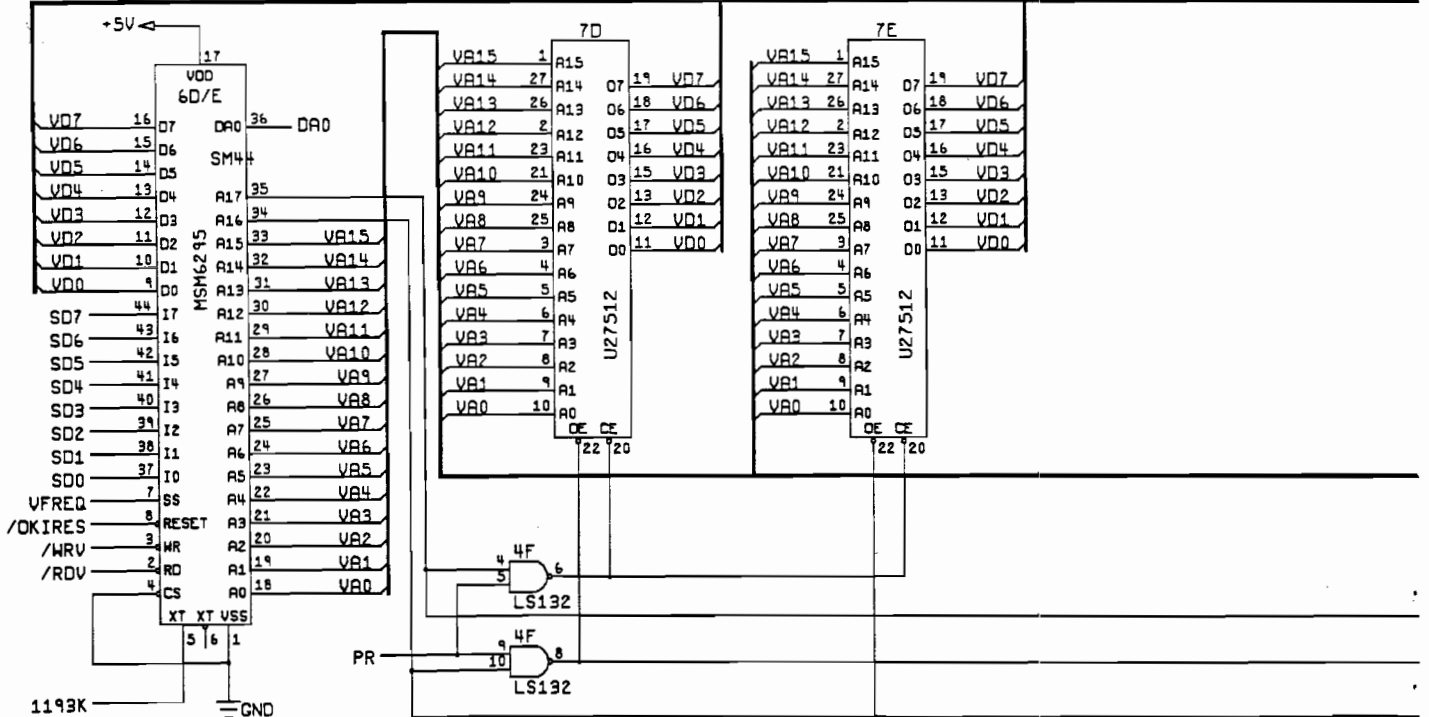 +5V
17
VDD
6D/E
SM44
MSM6295
VD7 16 D7
VD6 15 D6
VD5 14 D5
VD4 13 D4
VD3 12 D3
VD2 11 D2
VD1 10 D1
VD0 9 D0
SD7 44 I7
SD6 43 I6
SD5 42 I5
SD4 41 I4
SD3 40 I3
SD2 39 I2
SD1 38 I1
SD0 37 I0
VFREQ 7 SS
/OKIRES 8 RESET
/WRV 3 WR
/RDV 2 RD
4 CS
DAO 36 DAO
A17 35
A16 34
A15 33 VA15
A14 32 VA14
A13 31 VA13
A12 30 VA12
A11 29 VA11
A10 28 VA10
A9 27 VA9
A8 26 VA8
A7 25 VA7
A6 24 VA6
A5 23 VA5
A4 22 VA4
A3 21 VA3
A2 20 VA2
A1 19 VA1
A0 18 VA0
XT XT VSS
5 6 1
1193K
GND
7D
VA15 1 A15
VA14 27 A14
VA13 26 A13
VA12 2 A12
VA11 23 A11
VA10 21 A10
VA9 24 A9
VA8 25 A8
VA7 3 A7
VA6 4 A6
VA5 5 A5
VA4 6 A4
VA3 7 A3
VA2 8 A2
VA1 9 A1
VA0 10 A0
O7 19 VD7
O6 18 VD6
O5 17 VD5
O4 16 VD4
O3 15 VD3
O2 13 VD2
O1 12 VD1
O0 11 VD0
U27512
OE CE
22 20
7E
VA15 1 A15
VA14 27 A14
VA13 26 A13
VA12 2 A12
VA11 23 A11
VA10 21 A10
VA9 24 A9
VA8 25 A8
VA7 3 A7
VA6 4 A6
VA5 5 A5
VA4 6 A4
VA3 7 A3
VA2 8 A2
VA1 9 A1
VA0 10 A0
O7 19 VD7
O6 18 VD6
O5 17 VD5
O4 16 VD4
O3 15 VD3
O2 13 VD2
O1 12 VD1
O0 11 VD0
U27512
OE CE
22 20
4F
4
5
6
LS132
PR
4F
9
10
8
LS132